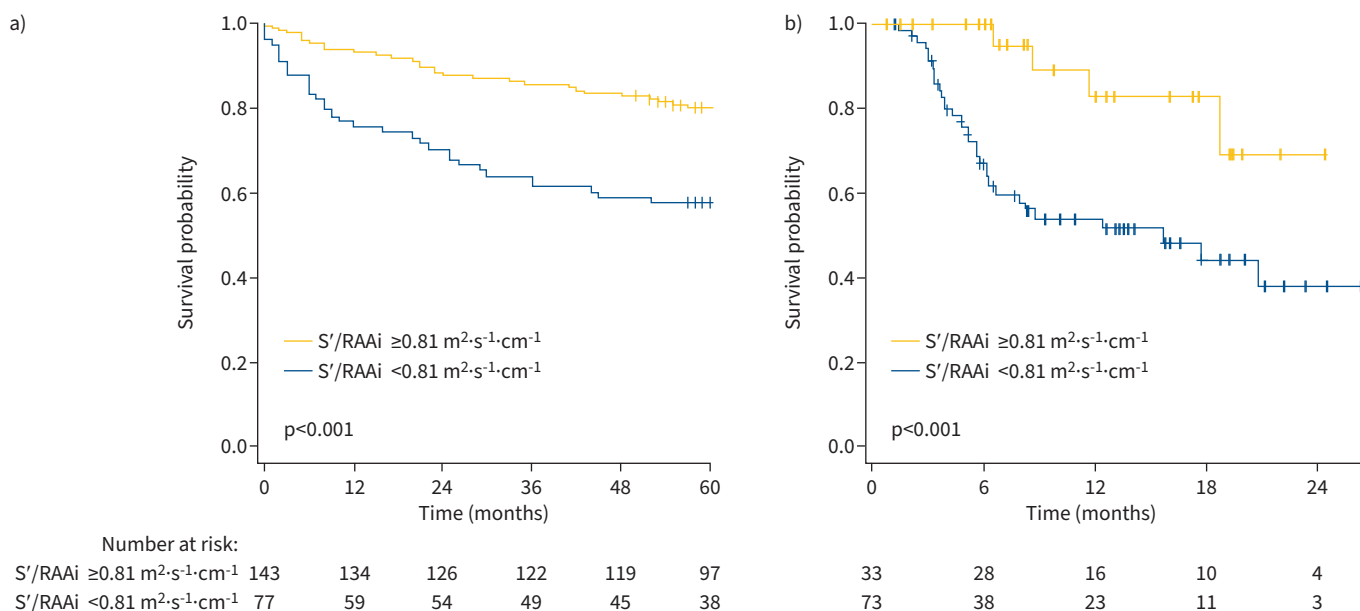 a)
1.0
0.8
0.6
0.4
0.2
0.0
Survival probability
S′/RAAi ≥0.81 m²·s⁻¹·cm⁻¹
S′/RAAi <0.81 m²·s⁻¹·cm⁻¹
p<0.001
0 12 24 36 48 60
Time (months)
b)
1.0
0.8
0.6
0.4
0.2
0.0
Survival probability
S′/RAAi ≥0.81 m²·s⁻¹·cm⁻¹
S′/RAAi <0.81 m²·s⁻¹·cm⁻¹
p<0.001
0 6 12 18 24
Time (months)
Number at risk:
S′/RAAi ≥0.81 m²·s⁻¹·cm⁻¹ 143 134 126 122 119 97 33 28 16 10 4
S′/RAAi <0.81 m²·s⁻¹·cm⁻¹ 77 59 54 49 45 38 73 38 23 11 3